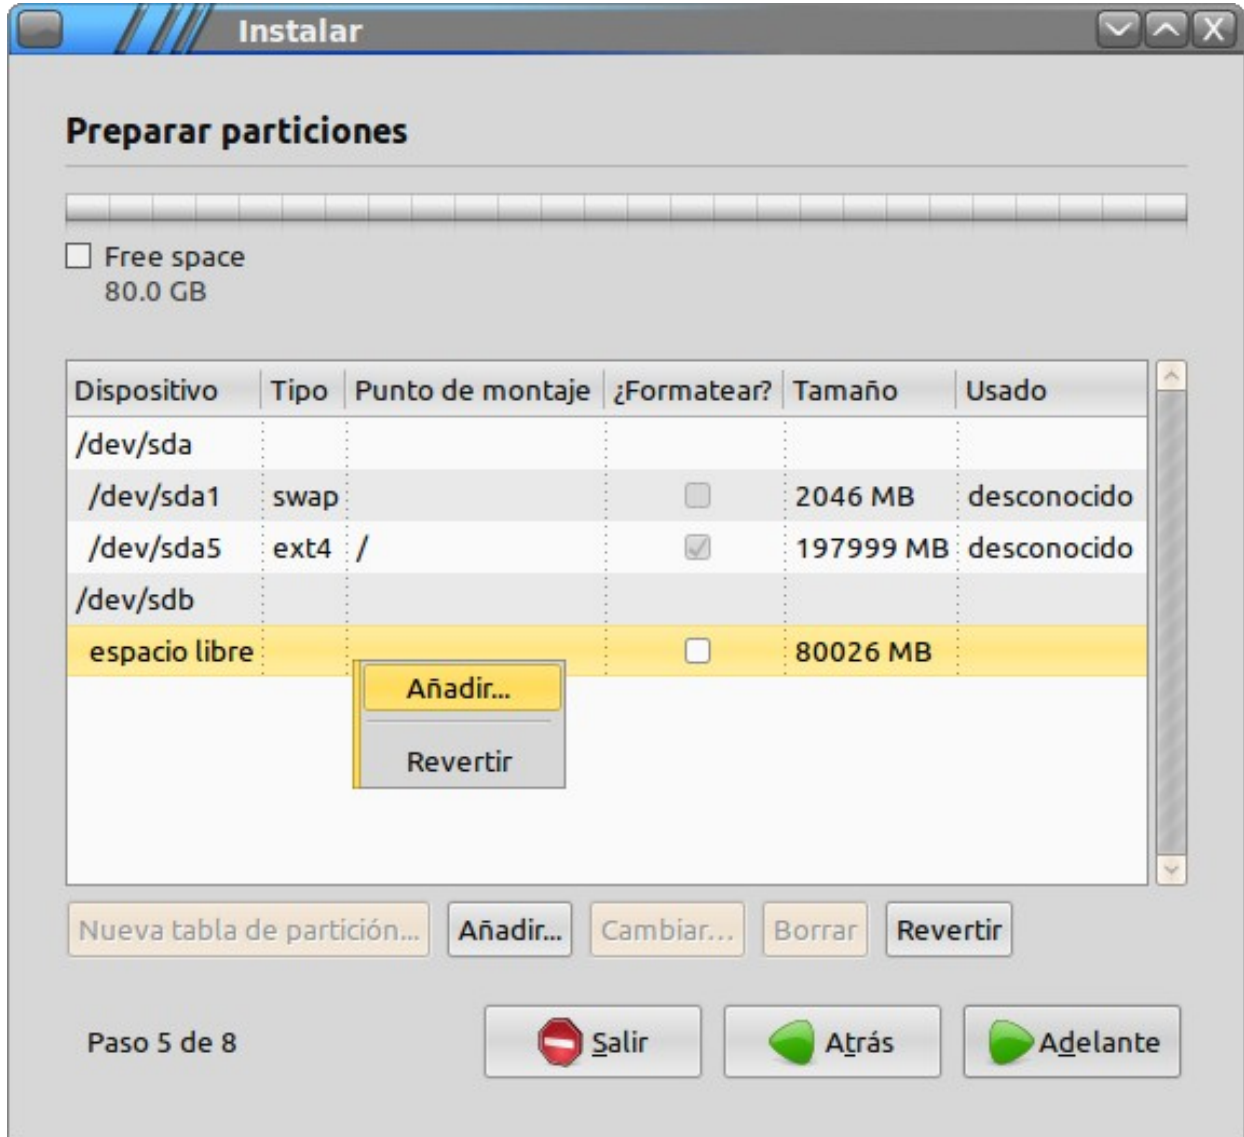 Instalar
Preparar particiones
Free space
80.0 GB
Dispositivo Tipo Punto de montaje ¿Formatear? Tamaño Usado
/dev/sda
/dev/sda1 swap 2046 MB desconocido
/dev/sda5 ext4 / 197999 MB desconocido
/dev/sdb
espacio libre 80026 MB
Añadir...
Revertir
Nueva tabla de partición... Añadir... Cambiar... Borrar Revertir
Paso 5 de 8 Salir Atrás Adelante